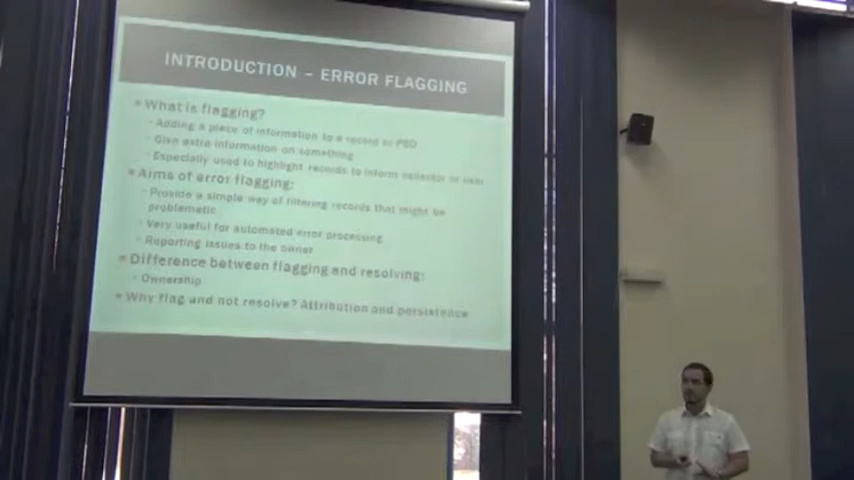 INTRODUCTION – ERROR FLAGGING
What is flagging?
Adding a piece of information to a record or PBD
Give extra information on something
Especially used to highlight records to inform collector or user
Aims of error flagging:
Provide a simple way of filtering records that might be
problematic
Very useful for automated error processing
Reporting issues to the owner
Difference between flagging and resolving:
Ownership
Why flag and not resolve? Attribution and persistence